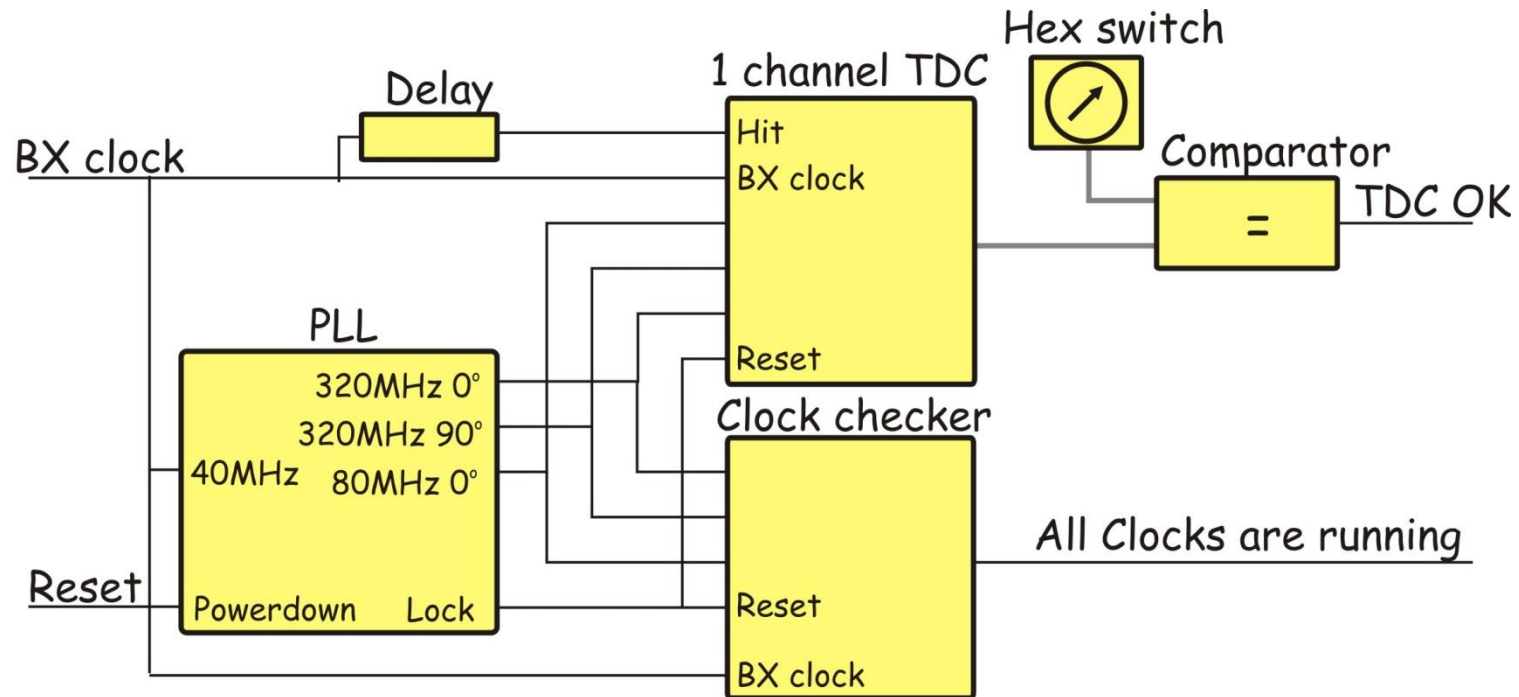 Hex switch
1 channel TDC
Delay
Hit
BX clock
BX clock
Comparator
=
TDC OK
PLL
320MHz 0°
320MHz 90°
40MHz
80MHz 0°
Reset
Clock checker
All Clocks are running
Reset
Powerdown
Lock
Reset
BX clock